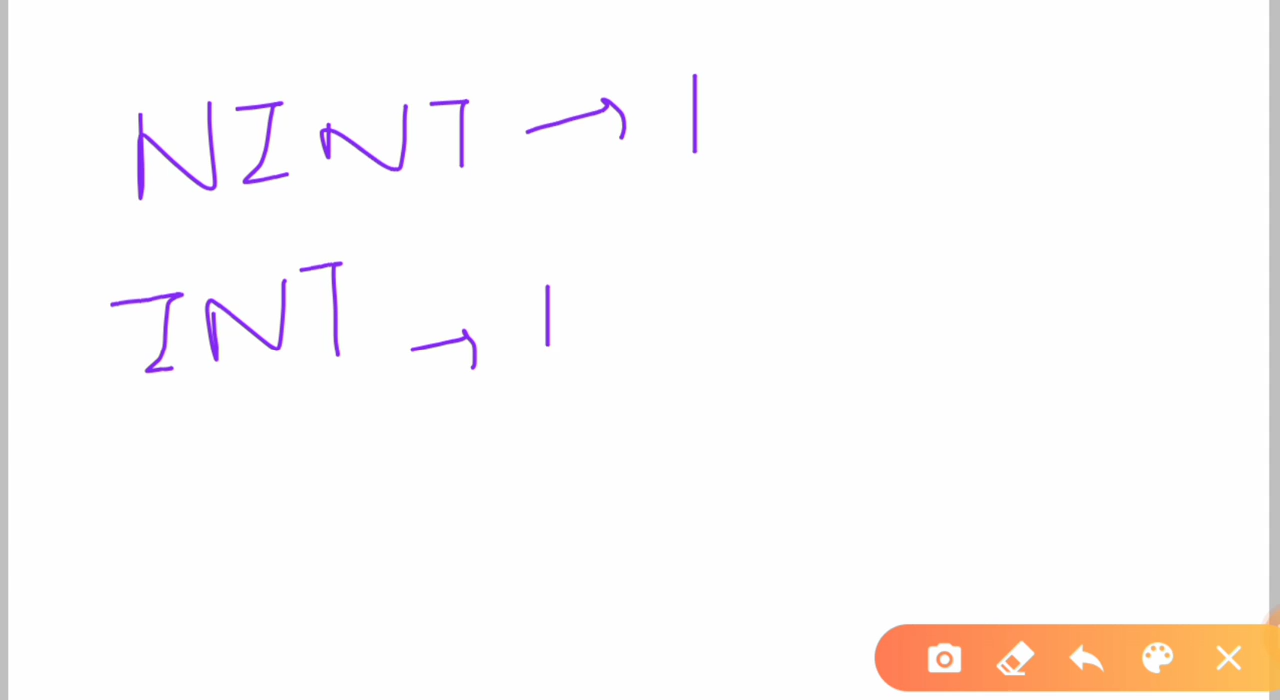 NINT → 1
INT → 1